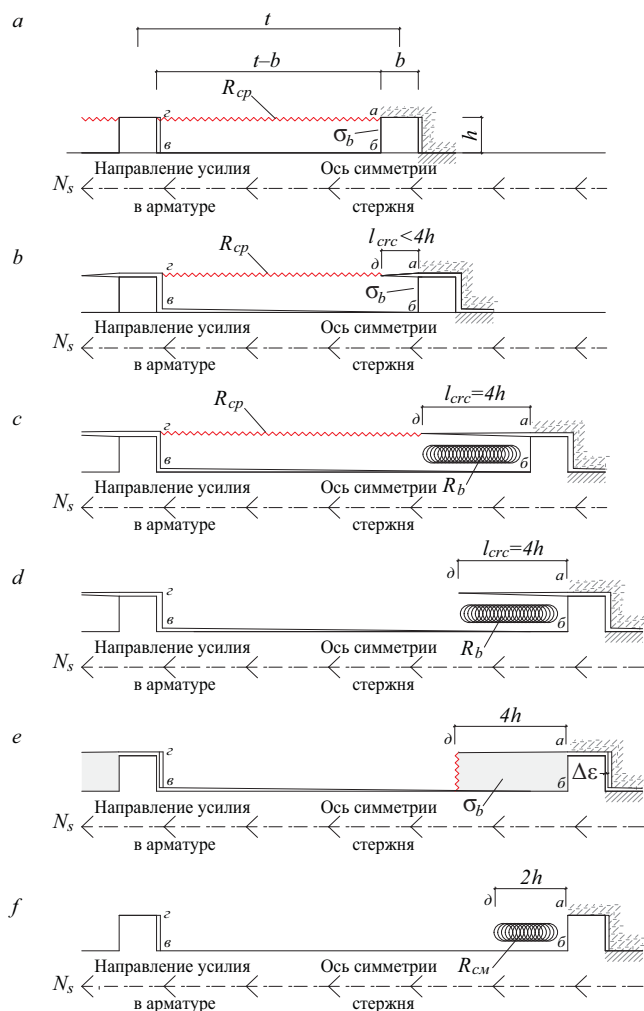 a
t
t–b
b
R_ср
г
a
σ_b
h
в
б
Направление усилия
Ось симметрии
N_s
в арматуре
стержня
b
l_crc<4h
R_ср
г
д
a
σ_b
в
б
Направление усилия
Ось симметрии
N_s
в арматуре
стержня
c
l_crc=4h
R_ср
г
д
a
в
б
R_b
Направление усилия
Ось симметрии
N_s
в арматуре
стержня
d
l_crc=4h
г
д
a
в
б
R_b
Направление усилия
Ось симметрии
N_s
в арматуре
стержня
e
4h
г
д
a
в
б
Δε
σ_b
Направление усилия
Ось симметрии
N_s
в арматуре
стержня
f
2h
г
д
a
в
б
R_см
Направление усилия
Ось симметрии
N_s
в арматуре
стержня